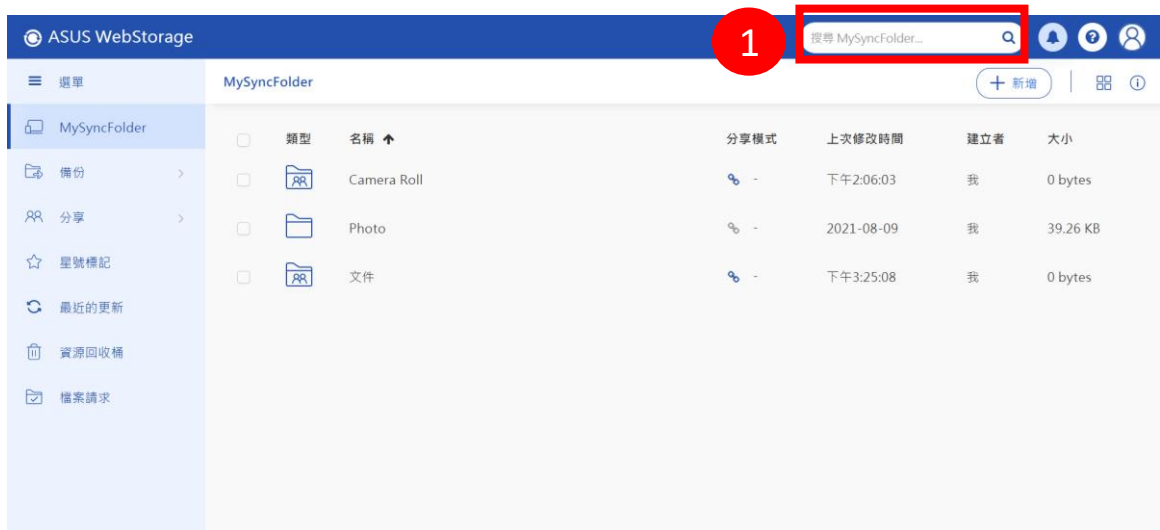 ASUS WebStorage
1
搜尋 MySyncFolder...
選單
MySyncFolder
新增
MySyncFolder
備份
分享
星號標記
最近的更新
資源回收桶
檔案請求
類型 名稱 分享模式 上次修改時間 建立者 大小
Camera Roll - 下午2:06:03 我 0 bytes
Photo - 2021-08-09 我 39.26 KB
文件 - 下午3:25:08 我 0 bytes